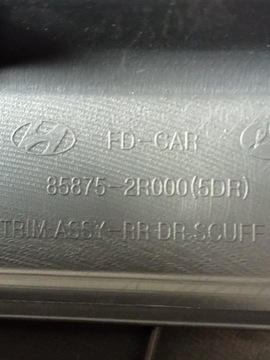 FD-CAR
85875-2R000(5DR)
TRIM ASSY-RR DR SCUFF